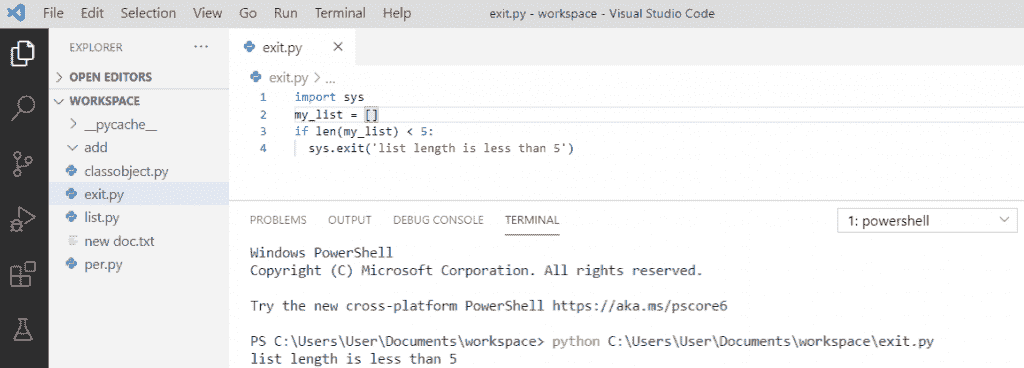 File Edit Selection View Go Run Terminal Help exit.py - workspace - Visual Studio Code
EXPLORER ...
OPEN EDITORS
WORKSPACE
__pycache__
add
classobject.py
exit.py
list.py
new doc.txt
per.py
exit.py
exit.py > ...
1 import sys
2 my_list = []
3 if len(my_list) < 5:
4 sys.exit('list length is less than 5')
PROBLEMS OUTPUT DEBUG CONSOLE TERMINAL 1: powershell
Windows PowerShell
Copyright (C) Microsoft Corporation. All rights reserved.
Try the new cross-platform PowerShell https://aka.ms/pscore6
PS C:\Users\User\Documents\workspace> python C:\Users\User\Documents\workspace\exit.py
list length is less than 5